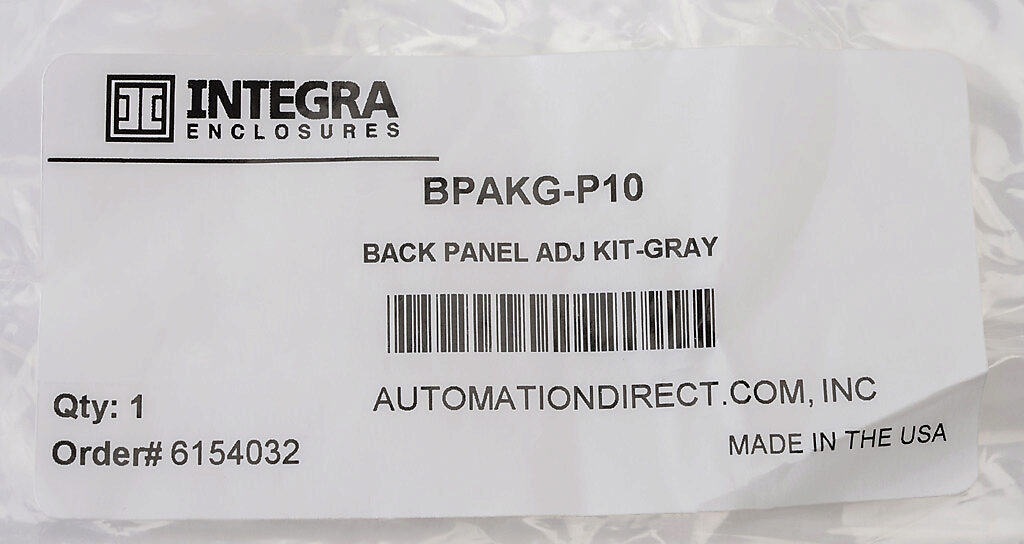 INTEGRA
ENCLOSURES
BPAKG-P10
BACK PANEL ADJ KIT-GRAY
AUTOMATIONDIRECT.COM, INC
Qty: 1
Order# 6154032
MADE IN THE USA